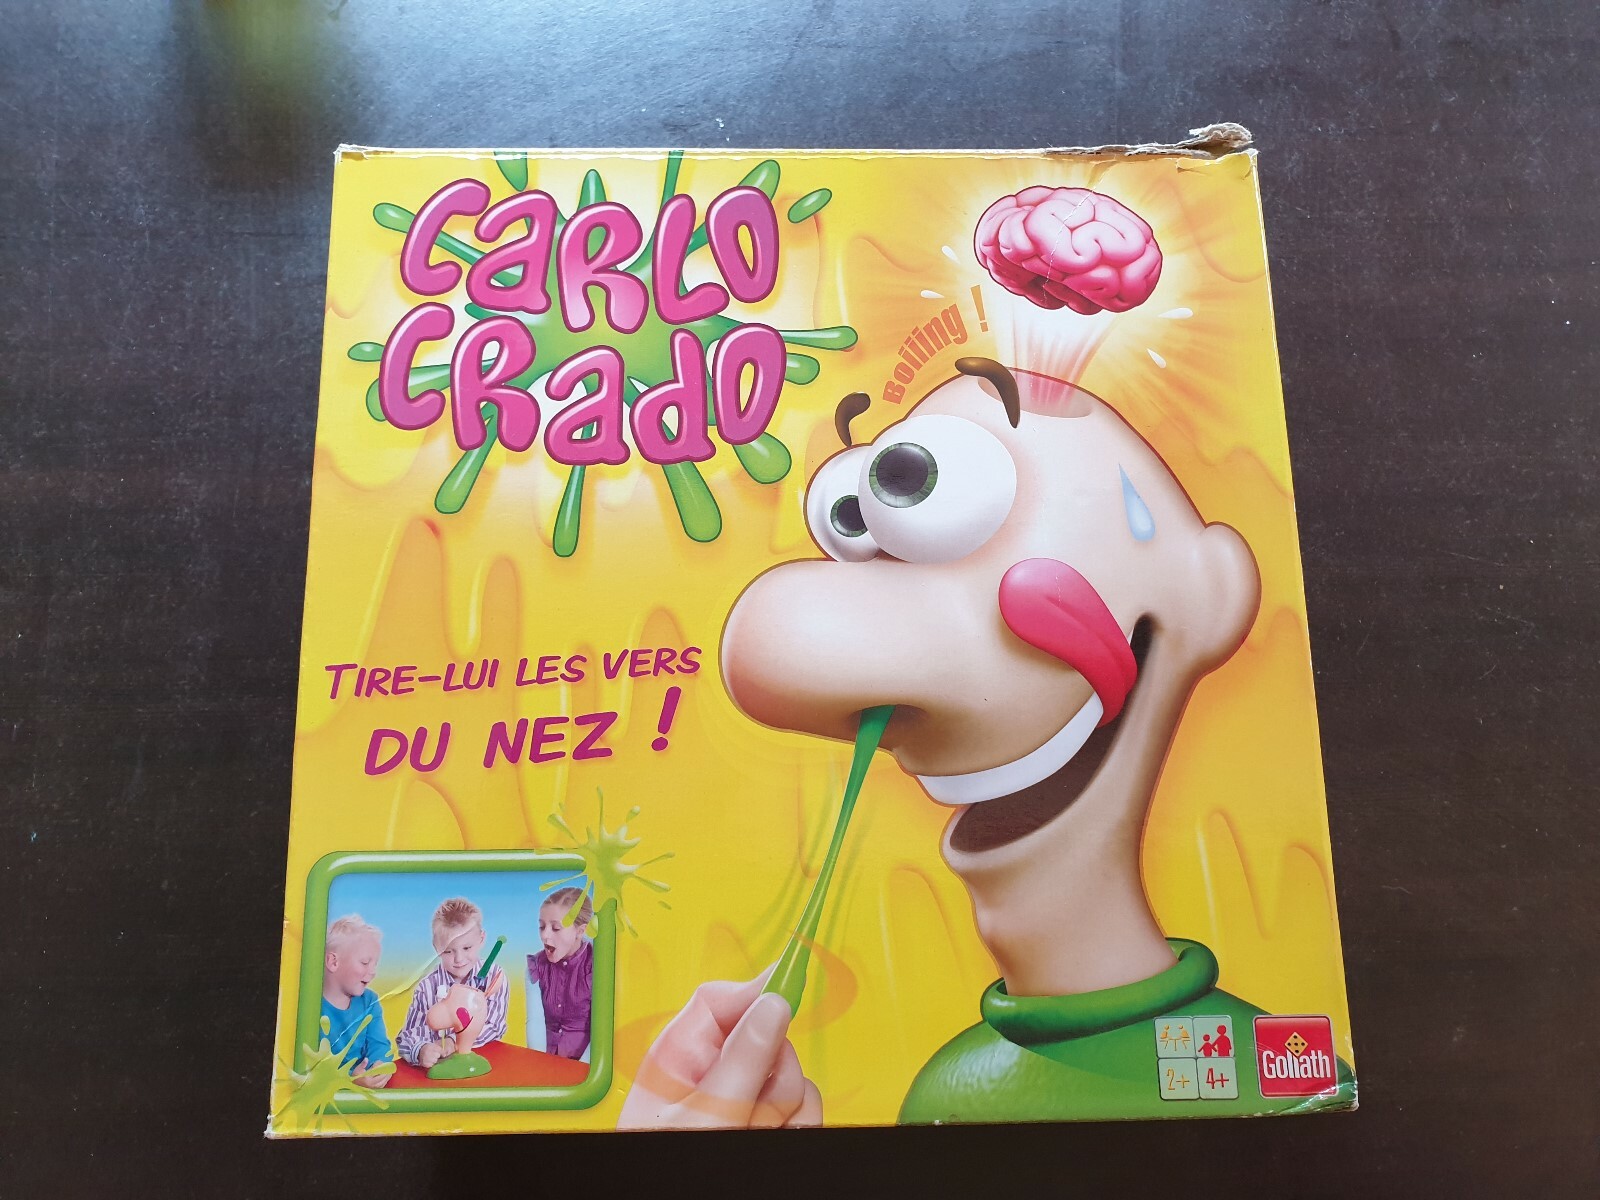 CARLO
CRADO
Boiiing !
TIRE-LUI LES VERS
DU NEZ !
2+
4+
Goliath